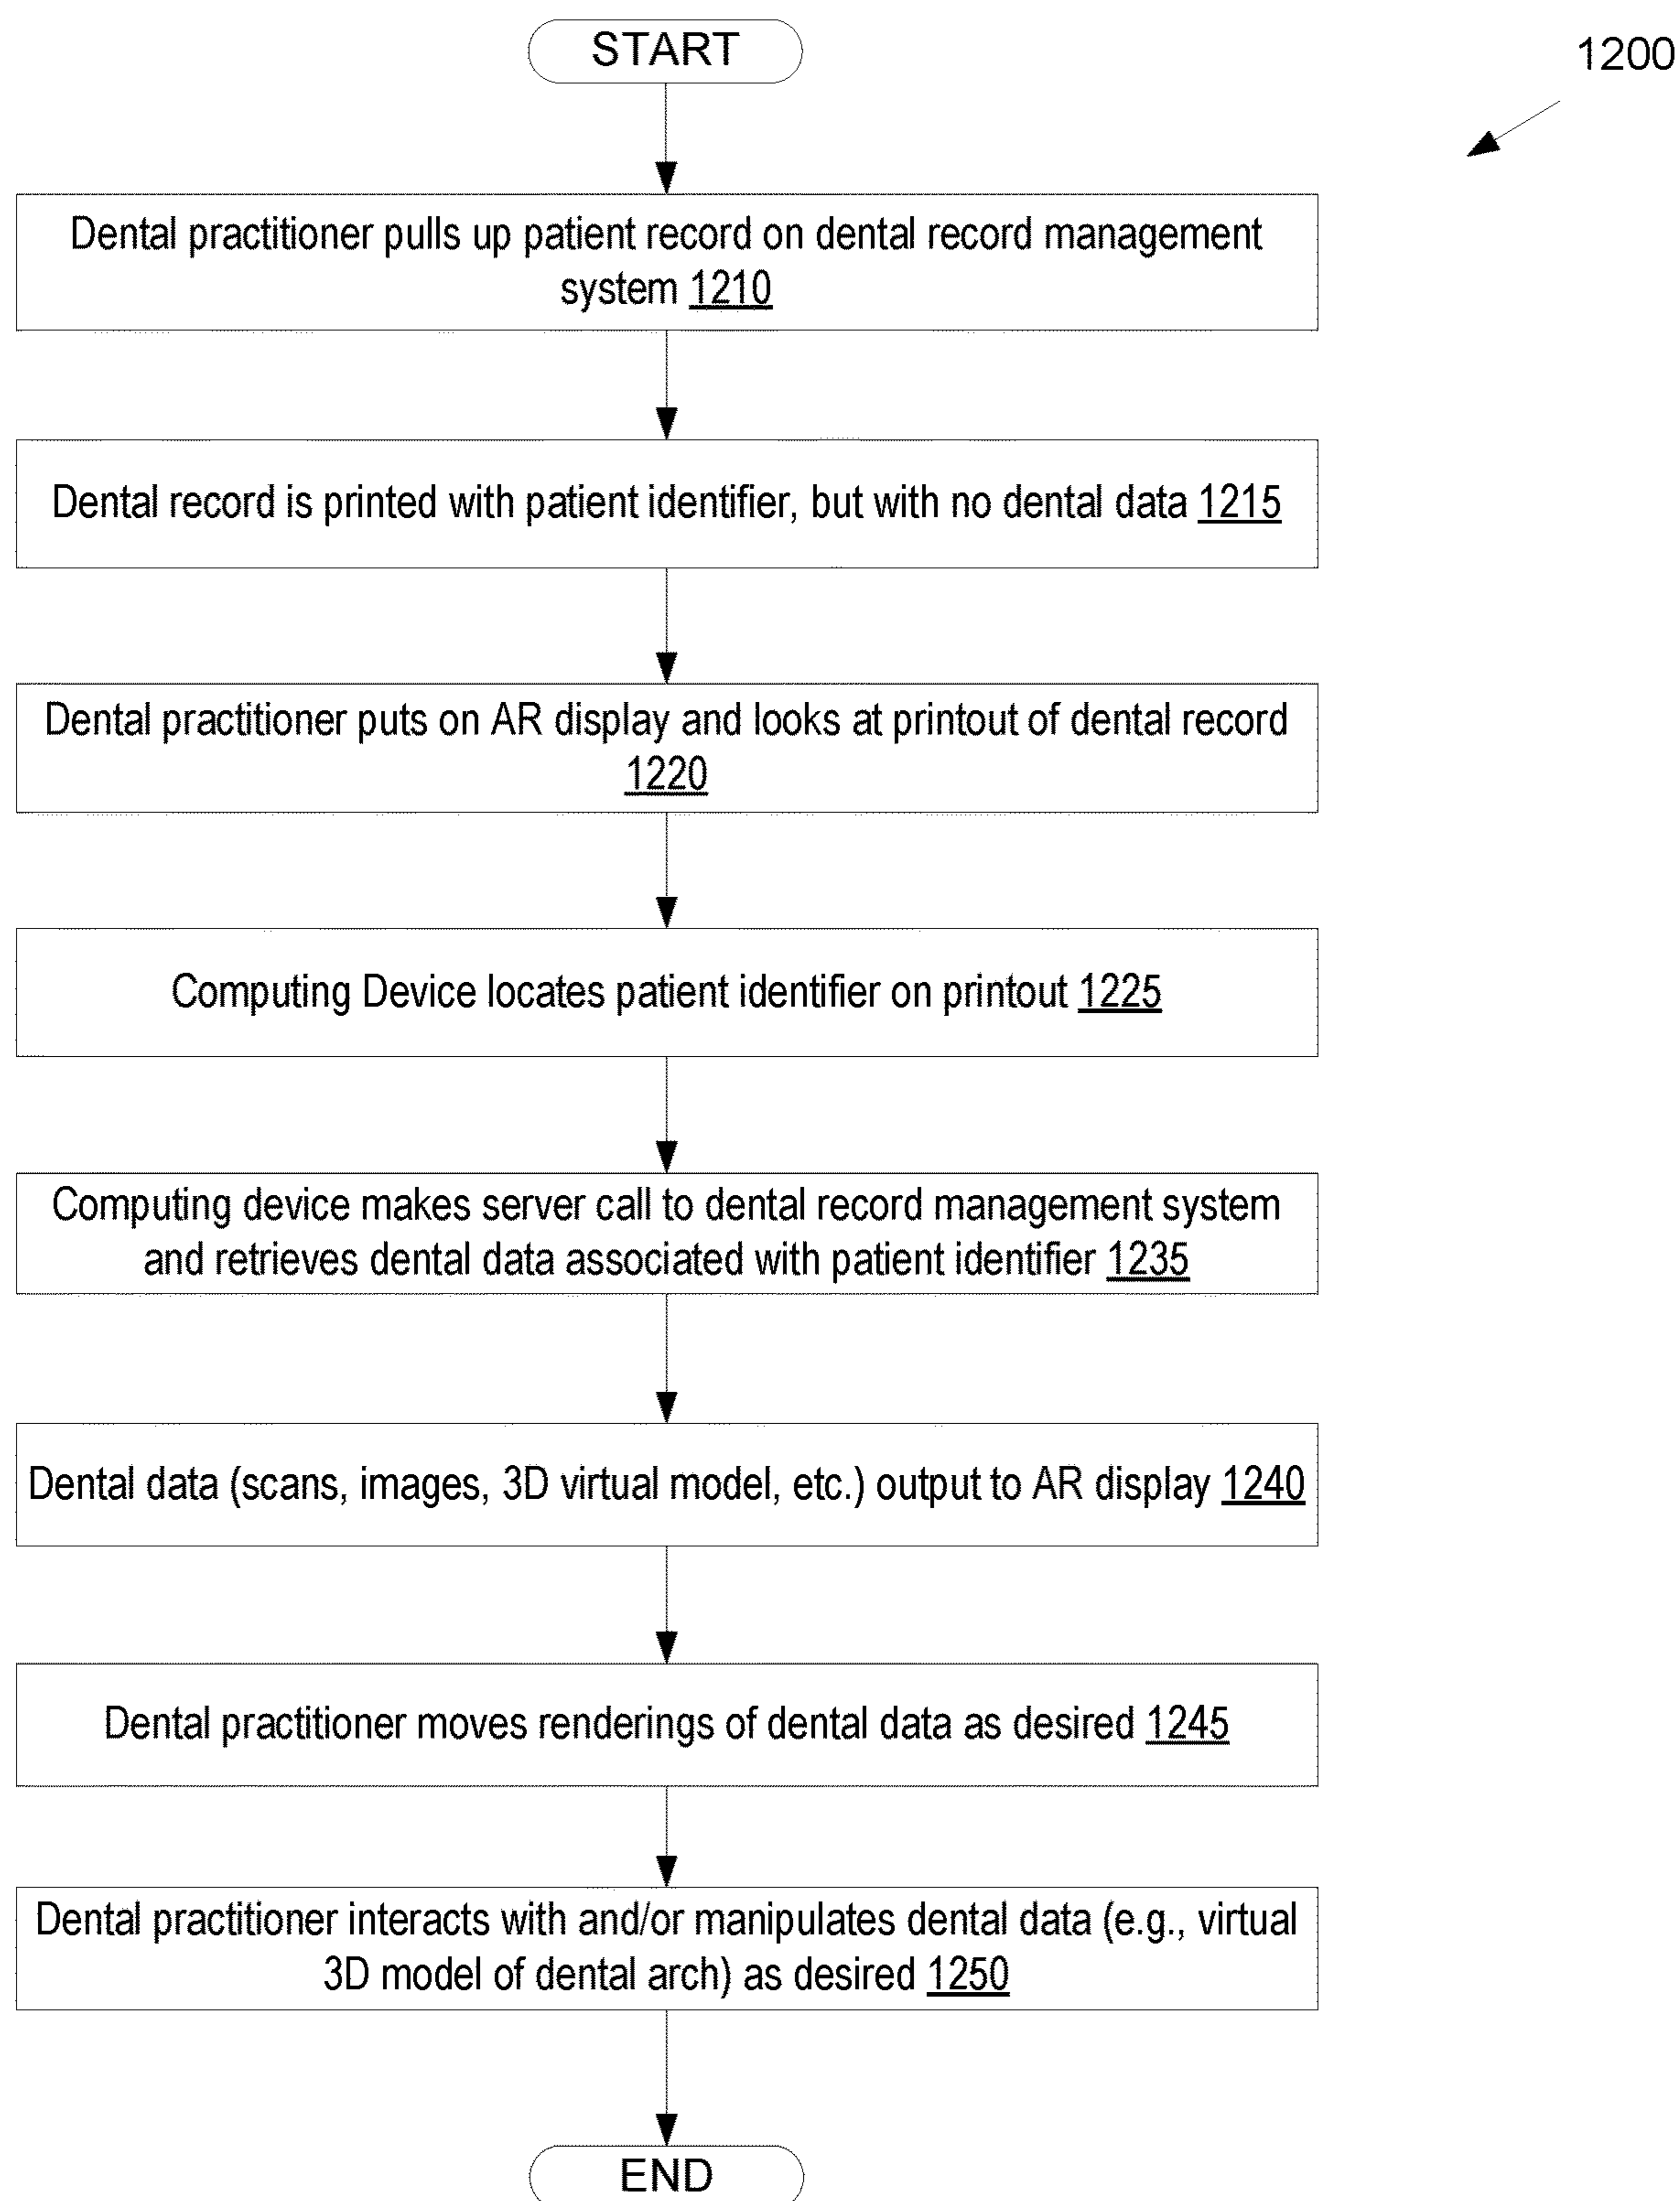 START
1200
Dental practitioner pulls up patient record on dental record management
system 1210
Dental record is printed with patient identifier, but with no dental data 1215
Dental practitioner puts on AR display and looks at printout of dental record
1220
Computing Device locates patient identifier on printout 1225
Computing device makes server call to dental record management system
and retrieves dental data associated with patient identifier 1235
Dental data (scans, images, 3D virtual model, etc.) output to AR display 1240
Dental practitioner moves renderings of dental data as desired 1245
Dental practitioner interacts with and/or manipulates dental data (e.g., virtual
3D model of dental arch) as desired 1250
END